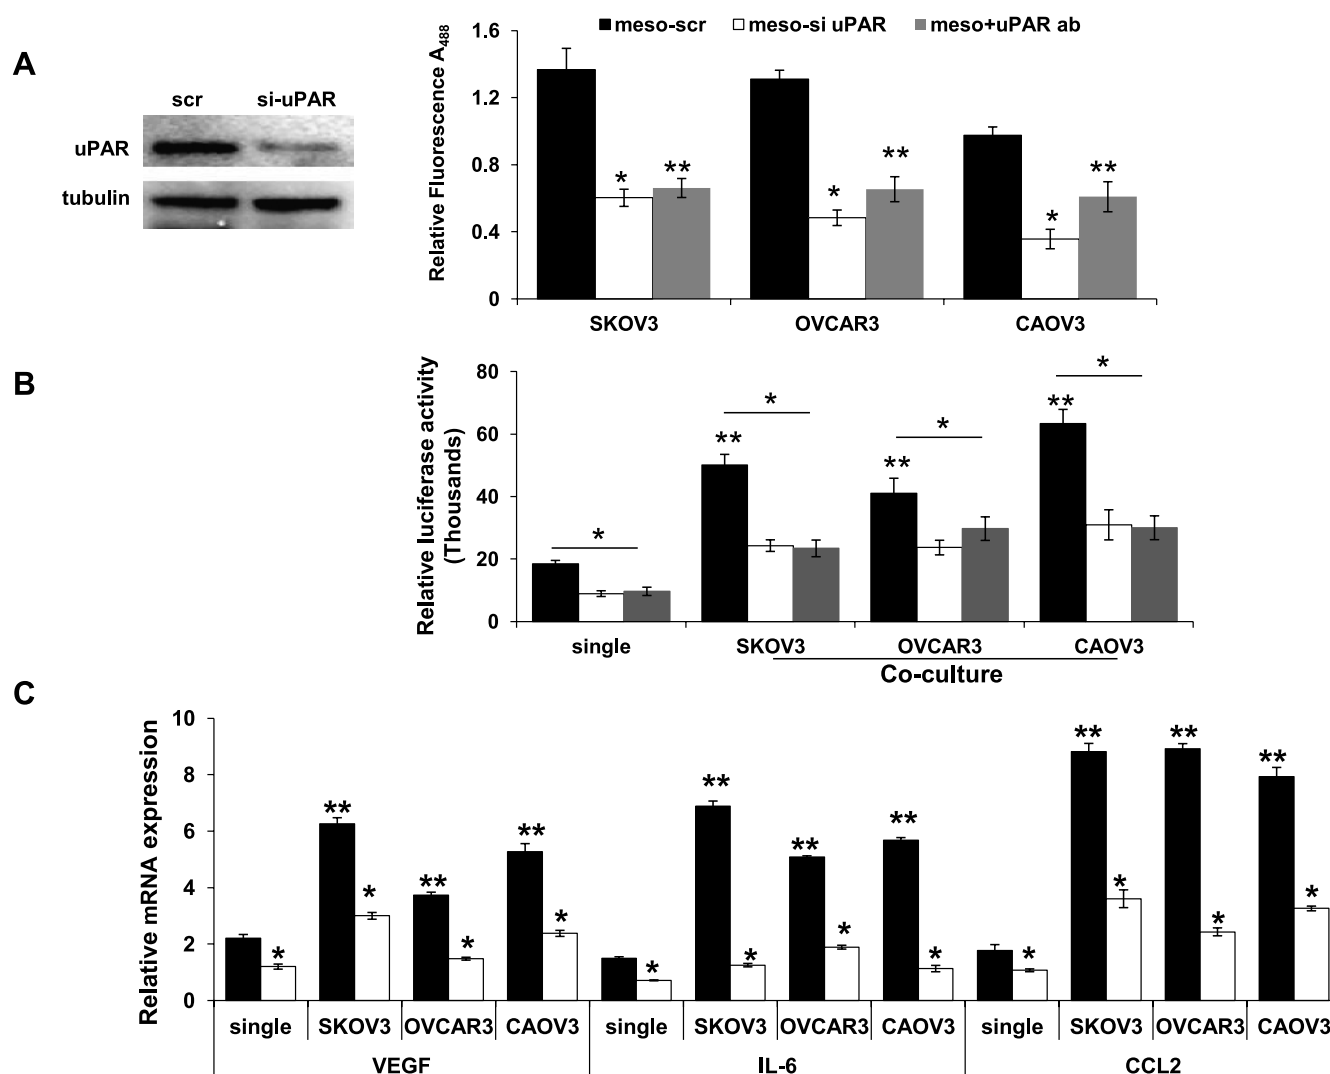 A
scr si-uPAR
uPAR
tubulin
meso-scr meso-si uPAR meso+uPAR ab
Relative Fluorescence A488
1.6
1.2
0.8
0.4
0
* ** * ** * **
SKOV3 OVCAR3 CAOV3
B
Relative luciferase activity
(Thousands)
80
60
40
20
0
* ** * ** * ** *
single SKOV3 OVCAR3 CAOV3
Co-culture
C
Relative mRNA expression
10
8
6
4
2
0
* ** * ** * ** * * ** * ** * ** * * ** * ** * ** *
single SKOV3 OVCAR3 CAOV3 single SKOV3 OVCAR3 CAOV3 single SKOV3 OVCAR3 CAOV3
VEGF IL-6 CCL2